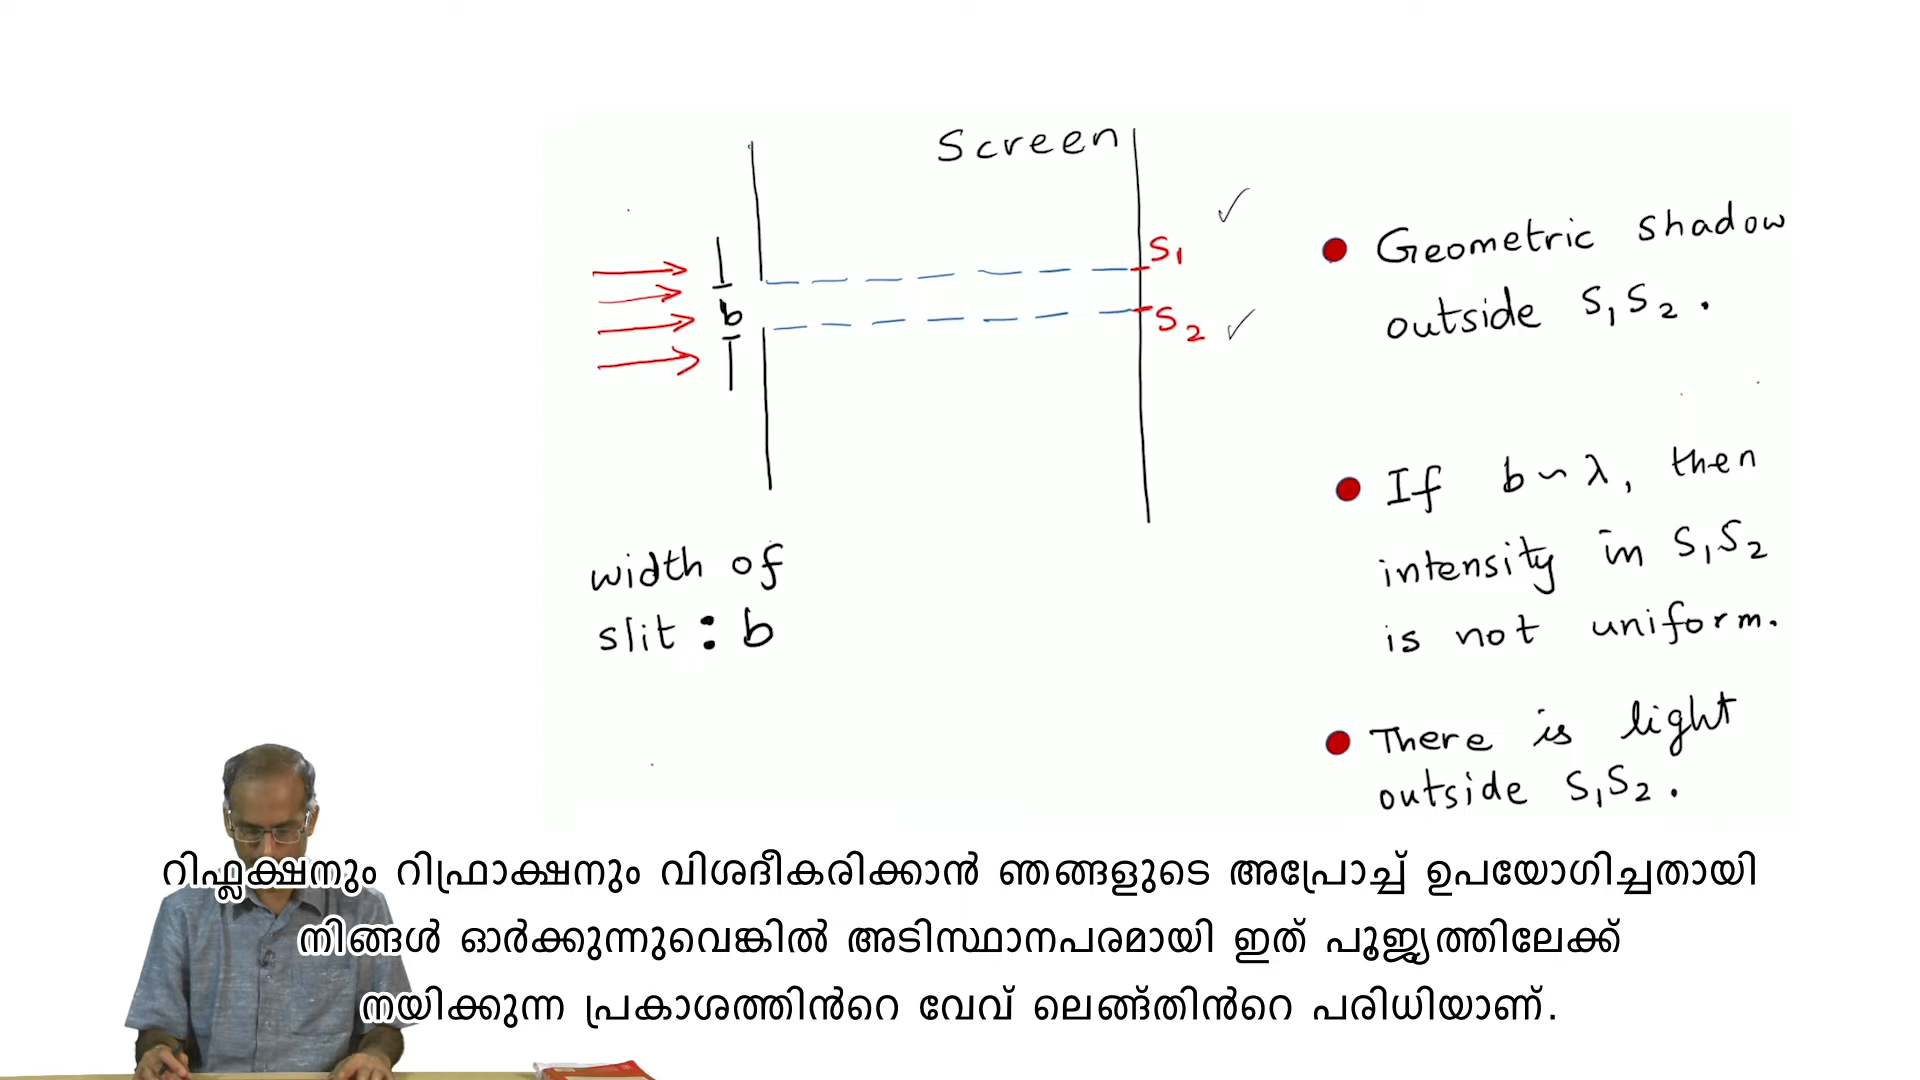 Screen
S₁
b
S₂
width of
slit : b
Geometric shadow
outside S₁S₂.
If b ~ λ, then
intensity in S₁S₂
is not uniform.
There is light
outside S₁S₂.
റിഫ്ലക്ഷനും റിഫ്രാക്ഷനും വിശദീകരിക്കാൻ ഞങ്ങളുടെ അപ്രോച്ച് ഉപയോഗിച്ചതായി
നിങ്ങൾ ഓർക്കുന്നുവെങ്കിൽ അടിസ്ഥാനപരമായി ഇത് പൂജ്യത്തിലേക്ക്
നയിക്കുന്ന പ്രകാശത്തിൻറെ വേവ് ലെങ്ങ്തിൻറെ പരിധിയാണ്.